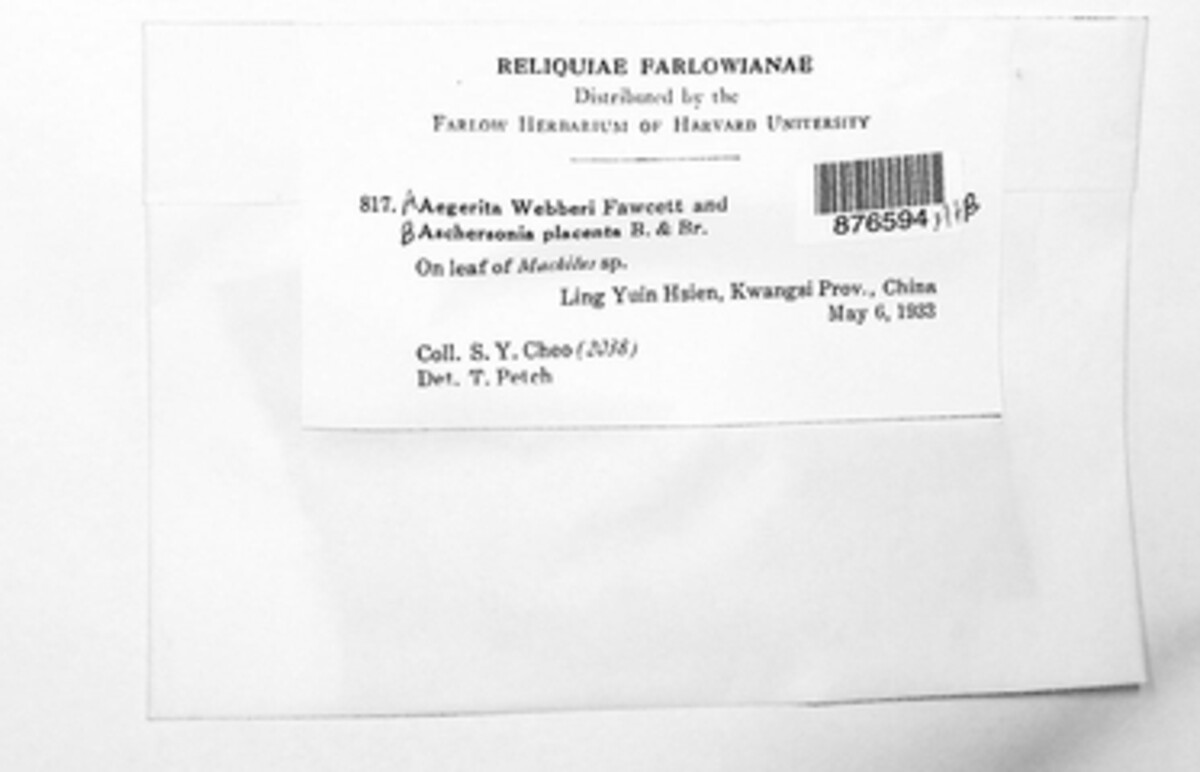 RELIQUIAE FARLOWIANAE
Distributed by the
FARLOW HERBARIUM OF HARVARD UNIVERSITY
817. A Aegerita Webberi Fawcett and
B Aschersonia placenta B. & Br.
876594
On leaf of Machilus sp.
Ling Yuin Hsien, Kwangsi Prov., China
May 6, 1933
Coll. S. Y. Cheo (2038)
Det. T. Petch